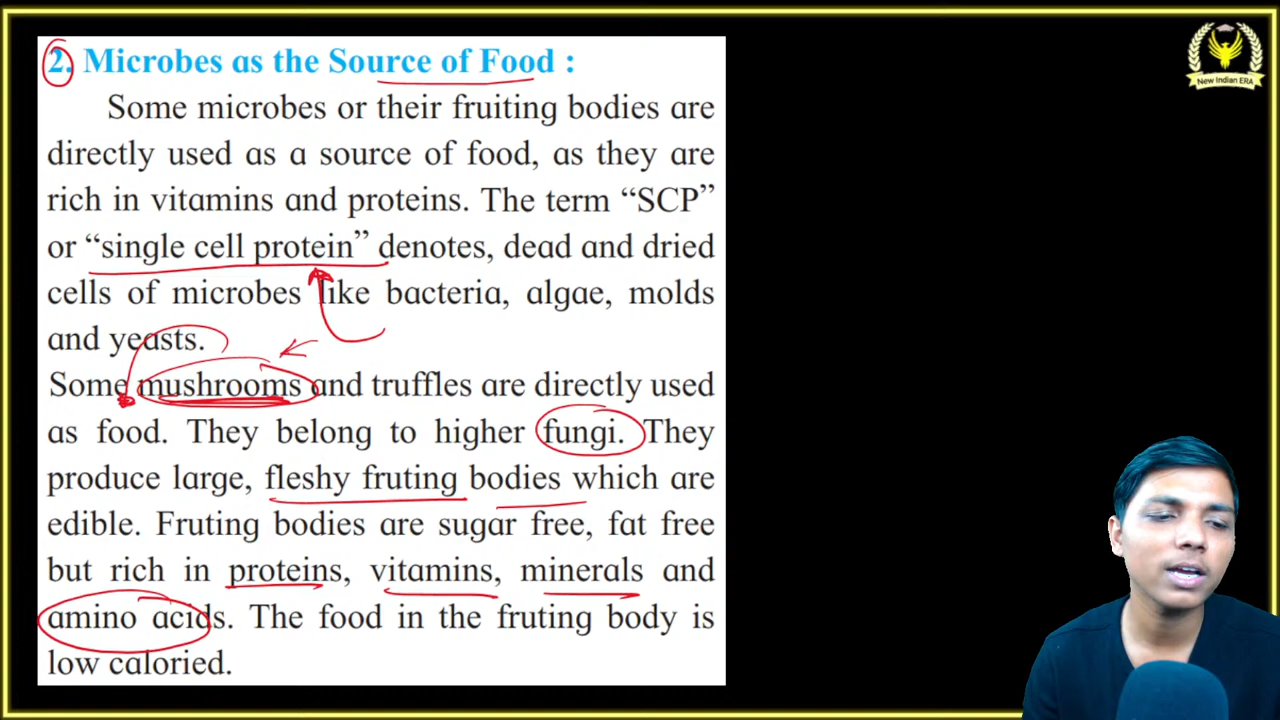 2. Microbes as the Source of Food :
Some microbes or their fruiting bodies are
directly used as a source of food, as they are
rich in vitamins and proteins. The term “SCP”
or “single cell protein” denotes, dead and dried
cells of microbes like bacteria, algae, molds
and yeasts.
Some mushrooms and truffles are directly used
as food. They belong to higher fungi. They
produce large, fleshy fruting bodies which are
edible. Fruting bodies are sugar free, fat free
but rich in proteins, vitamins, minerals and
amino acids. The food in the fruting body is
low caloried.
New Indian ERA